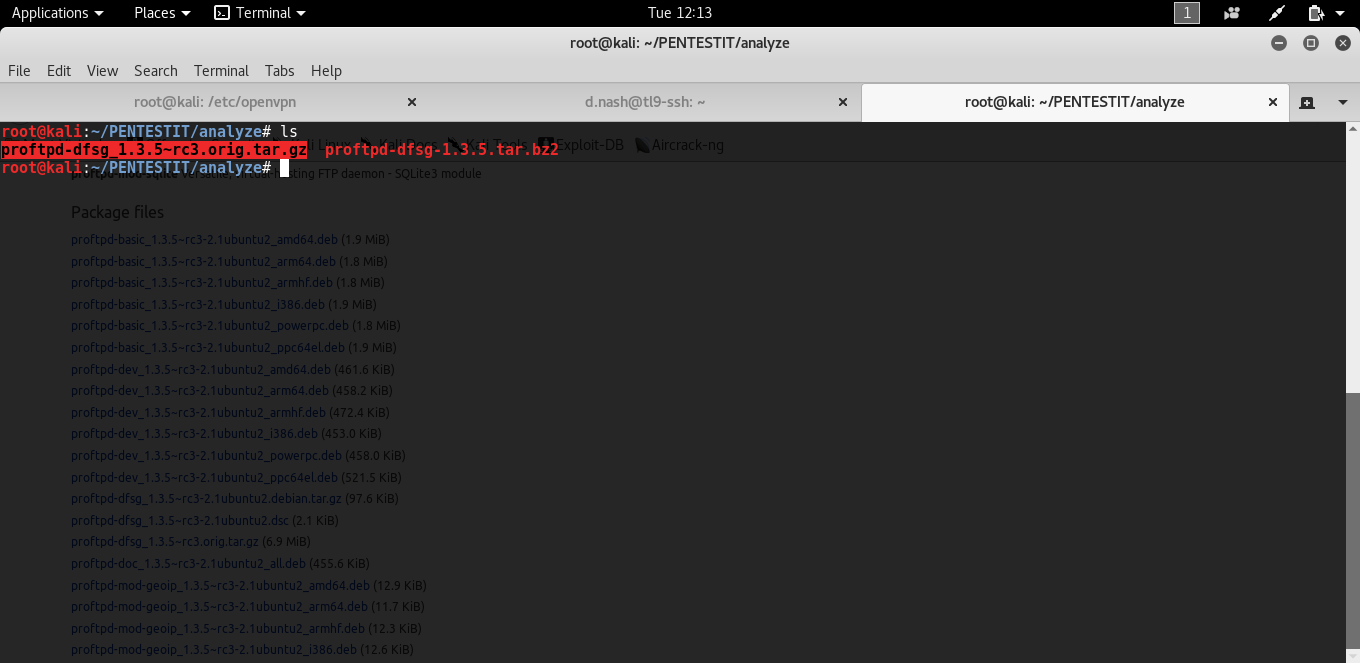 Applications Places Terminal Tue 12:13 1
root@kali: ~/PENTESTIT/analyze
File Edit View Search Terminal Tabs Help
root@kali: /etc/openvpn d.nash@tl9-ssh: ~ root@kali: ~/PENTESTIT/analyze
root@kali:~/PENTESTIT/analyze# ls
proftpd-dfsg_1.3.5~rc3.orig.tar.gz proftpd-dfsg-1.3.5.tar.bz2
Kali Docs Kali Tools Exploit-DB Aircrack-ng
root@kali:~/PENTESTIT/analyze#
proftpd-mod-sqlite versatile, virtual-hosting FTP daemon - SQLite3 module
Package files
proftpd-basic_1.3.5~rc3-2.1ubuntu2_amd64.deb (1.9 MiB)
proftpd-basic_1.3.5~rc3-2.1ubuntu2_arm64.deb (1.8 MiB)
proftpd-basic_1.3.5~rc3-2.1ubuntu2_armhf.deb (1.8 MiB)
proftpd-basic_1.3.5~rc3-2.1ubuntu2_i386.deb (1.9 MiB)
proftpd-basic_1.3.5~rc3-2.1ubuntu2_powerpc.deb (1.8 MiB)
proftpd-basic_1.3.5~rc3-2.1ubuntu2_ppc64el.deb (1.9 MiB)
proftpd-dev_1.3.5~rc3-2.1ubuntu2_amd64.deb (461.6 KiB)
proftpd-dev_1.3.5~rc3-2.1ubuntu2_arm64.deb (458.2 KiB)
proftpd-dev_1.3.5~rc3-2.1ubuntu2_armhf.deb (472.4 KiB)
proftpd-dev_1.3.5~rc3-2.1ubuntu2_i386.deb (453.0 KiB)
proftpd-dev_1.3.5~rc3-2.1ubuntu2_powerpc.deb (458.0 KiB)
proftpd-dev_1.3.5~rc3-2.1ubuntu2_ppc64el.deb (521.5 KiB)
proftpd-dfsg_1.3.5~rc3-2.1ubuntu2.debian.tar.gz (97.6 KiB)
proftpd-dfsg_1.3.5~rc3-2.1ubuntu2.dsc (2.1 KiB)
proftpd-dfsg_1.3.5~rc3.orig.tar.gz (6.9 MiB)
proftpd-doc_1.3.5~rc3-2.1ubuntu2_all.deb (455.6 KiB)
proftpd-mod-geoip_1.3.5~rc3-2.1ubuntu2_amd64.deb (12.9 KiB)
proftpd-mod-geoip_1.3.5~rc3-2.1ubuntu2_arm64.deb (11.7 KiB)
proftpd-mod-geoip_1.3.5~rc3-2.1ubuntu2_armhf.deb (12.3 KiB)
proftpd-mod-geoip_1.3.5~rc3-2.1ubuntu2_i386.deb (12.6 KiB)